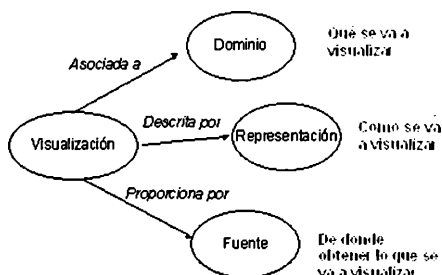 Dominio
Qué se va a
visualizar
Asociada a
Visualización
Descrita por
Representación
Como se va
a visualizar
Proporciona por
Fuente
De donde
obtener lo que se
va a visualizar